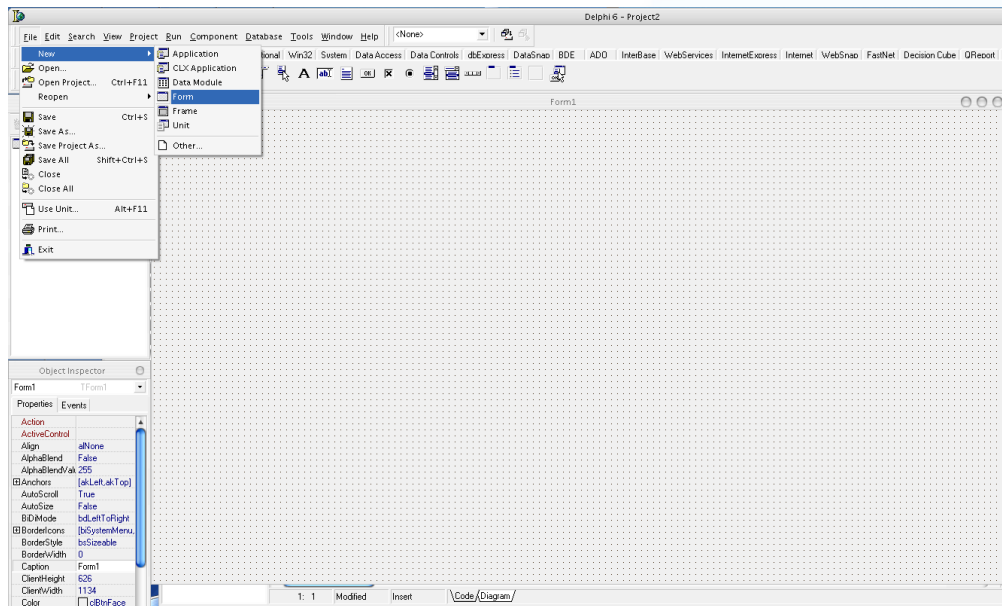 Delphi 6 - Project2
File Edit Search View Project Run Component Database Tools Window Help <None>
New
Open...
Open Project... Ctrl+F11
Reopen
Save Ctrl+S
Save As...
Save Project As...
Save All Shift+Ctrl+S
Close
Close All
Use Unit... Alt+F11
Print...
Exit
Application
CLX Application
Data Module
Form
Frame
Unit
Other...
Win32 System Data Access Data Controls dbExpress DataSnap BDE ADO InterBase WebServices InternetExpress Internet WebSnap FastNet Decision Cube QReport
Form1
Object Inspector
Form1 TForm1
Properties Events
Action
ActiveControl
Align alNone
AlphaBlend False
AlphaBlendValu 255
Anchors [akLeft,akTop]
AutoScroll True
AutoSize False
BiDiMode bdLeftToRight
BorderIcons [biSystemMenu,
BorderStyle bsSizeable
BorderWidth 0
Caption Form1
ClientHeight 626
ClientWidth 1134
Color clBtnFace
1: 1 Modified Insert Code Diagram